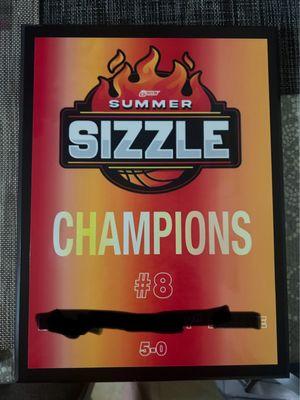 SUMMER
SIZZLE
CHAMPIONS
#8
5-0